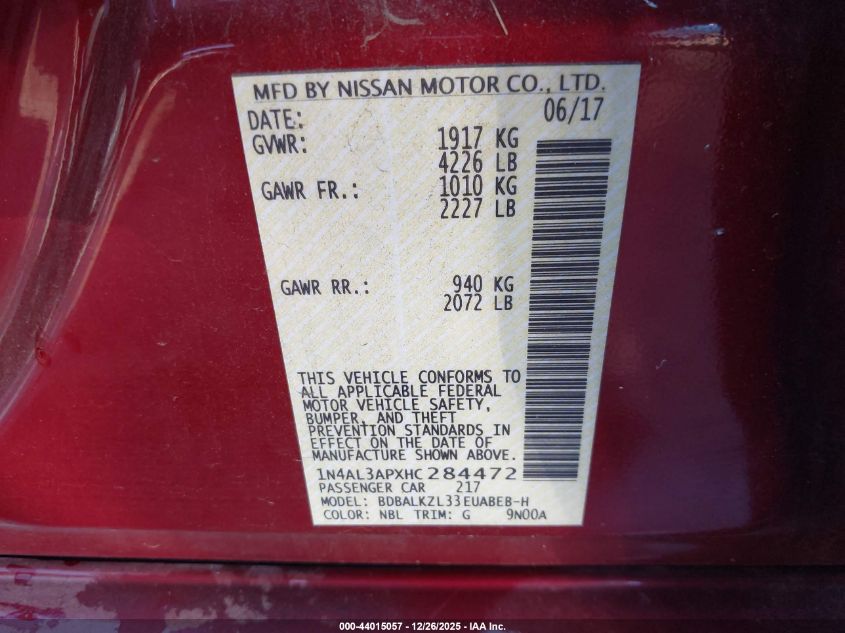 MFD BY NISSAN MOTOR CO., LTD.
DATE: 06/17
GVWR: 1917 KG
4226 LB
GAWR FR.: 1010 KG
2227 LB
GAWR RR.: 940 KG
2072 LB
THIS VEHICLE CONFORMS TO
ALL APPLICABLE FEDERAL
MOTOR VEHICLE SAFETY,
BUMPER, AND THEFT
PREVENTION STANDARDS IN
EFFECT ON THE DATE OF
MANUFACTURE SHOWN ABOVE.
1N4AL3APXHC284472
PASSENGER CAR 217
MODEL: BDBALKZL33EUABEB-H
COLOR: NBL TRIM: G 9N00A
000-44015057 - 12/26/2025 - IAA Inc.